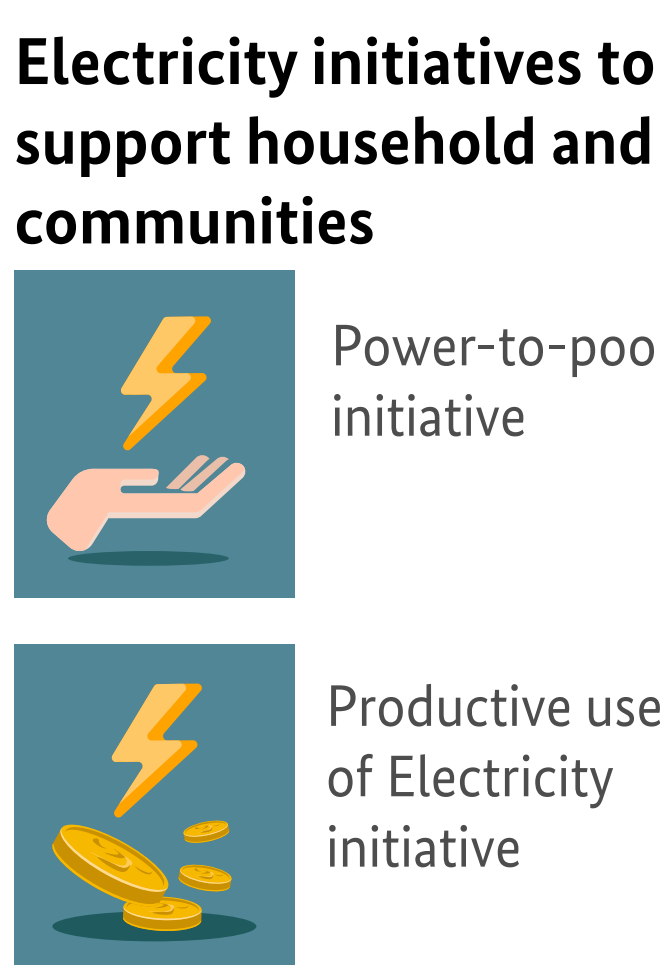 Electricity initiatives to
support household and
communities
Power-to-poo
initiative
Productive use
of Electricity
initiative